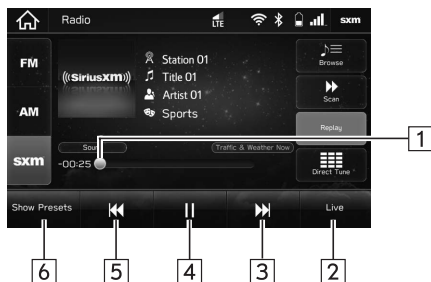 Radio
LTE
sxm
FM
((SiriusXM))
Station 01
Title 01
Artist 01
Sports
Browse
Scan
AM
Replay
1
Traffic & Weather Now
sxm
-00:25
Direct Tune
Show Presets
Live
6
5
4
3
2